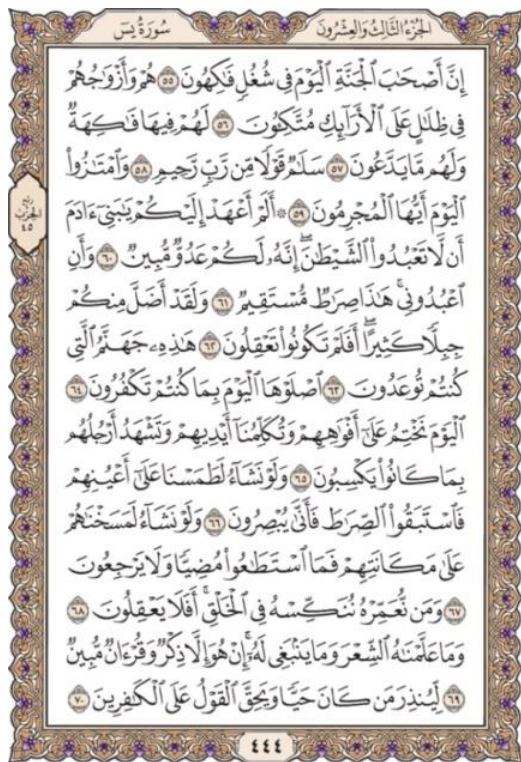 الجُزْءُ الثَّالِثُ وَالعِشْرُونَ
سُورَةُ يسٓ
إِنَّ أَصْحَٰبَ ٱلْجَنَّةِ ٱلْيَوْمَ فِى شُغُلٍ فَٰكِهُونَ ٥٥ هُمْ وَأَزْوَٰجُهُمْ
فِى ظِلَٰلٍ عَلَى ٱلْأَرَآئِكِ مُتَّكِـُٔونَ ٥٦ لَهُمْ فِيهَا فَٰكِهَةٌ
وَلَهُم مَّا يَدَّعُونَ ٥٧ سَلَٰمٌ قَوْلًا مِّن رَّبٍّ رَّحِيمٍ ٥٨ وَٱمْتَٰزُوا۟
ٱلْيَوْمَ أَيُّهَا ٱلْمُجْرِمُونَ ٥٩ ۞ أَلَمْ أَعْهَدْ إِلَيْكُمْ يَٰبَنِىٓ ءَادَمَ
أَن لَّا تَعْبُدُوا۟ ٱلشَّيْطَٰنَ ۖ إِنَّهُۥ لَكُمْ عَدُوٌّ مُّبِينٌ ٦٠ وَأَنِ
ٱعْبُدُونِى ۚ هَٰذَا صِرَٰطٌ مُّسْتَقِيمٌ ٦١ وَلَقَدْ أَضَلَّ مِنكُمْ
جِبِلًّا كَثِيرًا ۖ أَفَلَمْ تَكُونُوا۟ تَعْقِلُونَ ٦٢ هَٰذِهِۦ جَهَنَّمُ ٱلَّتِى
كُنتُمْ تُوعَدُونَ ٦٣ ٱصْلَوْهَا ٱلْيَوْمَ بِمَا كُنتُمْ تَكْفُرُونَ ٦٤
ٱلْيَوْمَ نَخْتِمُ عَلَىٰٓ أَفْوَٰهِهِمْ وَتُكَلِّمُنَآ أَيْدِيهِمْ وَتَشْهَدُ أَرْجُلُهُم
بِمَا كَانُوا۟ يَكْسِبُونَ ٦٥ وَلَوْ نَشَآءُ لَطَمَسْنَا عَلَىٰٓ أَعْيُنِهِمْ
فَٱسْتَبَقُوا۟ ٱلصِّرَٰطَ فَأَنَّىٰ يُبْصِرُونَ ٦٦ وَلَوْ نَشَآءُ لَمَسَخْنَٰهُمْ
عَلَىٰ مَكَانَتِهِمْ فَمَا ٱسْتَطَٰعُوا۟ مُضِيًّا وَلَا يَرْجِعُونَ
٦٧ وَمَن نُّعَمِّرْهُ نُنَكِّسْهُ فِى ٱلْخَلْقِ ۖ أَفَلَا يَعْقِلُونَ ٦٨
وَمَا عَلَّمْنَٰهُ ٱلشِّعْرَ وَمَا يَنۢبَغِى لَهُۥٓ ۚ إِنْ هُوَ إِلَّا ذِكْرٌ وَقُرْءَانٌ مُّبِينٌ
٦٩ لِّيُنذِرَ مَن كَانَ حَيًّا وَيَحِقَّ ٱلْقَوْلُ عَلَى ٱلْكَٰفِرِينَ ٧٠
ربع
الحزب
٤٥
٤٤٤